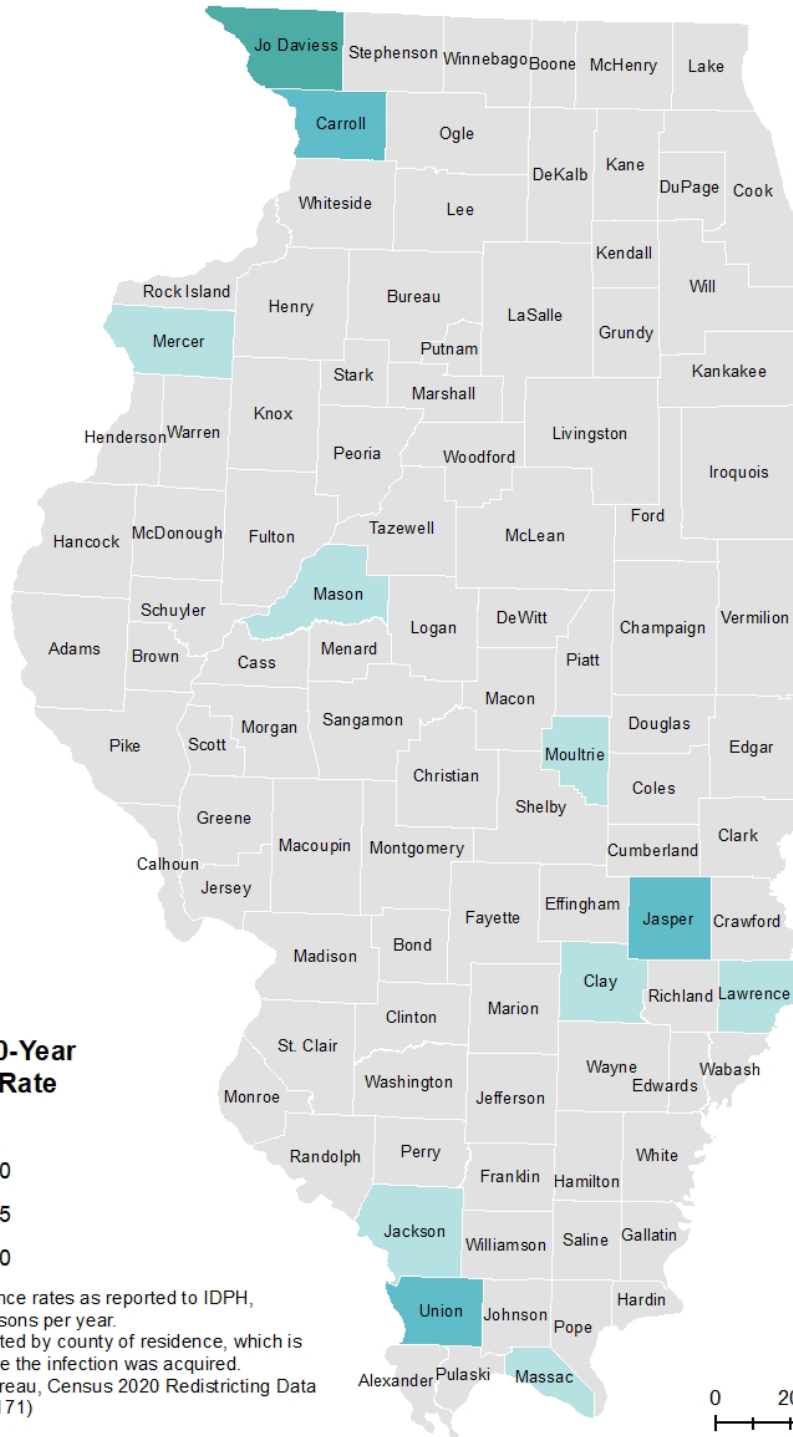 Jo Daviess
Stephenson
Winnebago
Boone
McHenry
Lake
Carroll
Ogle
DeKalb
Kane
DuPage
Cook
Whiteside
Lee
Kendall
Rock Island
Henry
Bureau
LaSalle
Will
Mercer
Putnam
Grundy
Stark
Marshall
Kankakee
Henderson
Warren
Knox
Peoria
Woodford
Livingston
Iroquois
Hancock
McDonough
Fulton
Tazewell
McLean
Ford
Mason
Schuyler
Logan
DeWitt
Champaign
Vermilion
Adams
Brown
Cass
Menard
Piatt
Macon
Pike
Scott
Morgan
Sangamon
Douglas
Edgar
Moultrie
Christian
Coles
Shelby
Greene
Macoupin
Montgomery
Cumberland
Clark
Calhoun
Jersey
Fayette
Effingham
Jasper
Crawford
Madison
Bond
Clay
Richland
Lawrence
Marion
Clinton
St. Clair
Wayne
Edwards
Wabash
Washington
Jefferson
Monroe
Randolph
Perry
Franklin
Hamilton
White
Jackson
Williamson
Saline
Gallatin
Union
Johnson
Pope
Hardin
Alexander
Pulaski
Massac
0-Year
Rate
0
5
0
nce rates as reported to IDPH,
sons per year.
ted by county of residence, which is
e the infection was acquired.
reau, Census 2020 Redistricting Data
171)
0 20